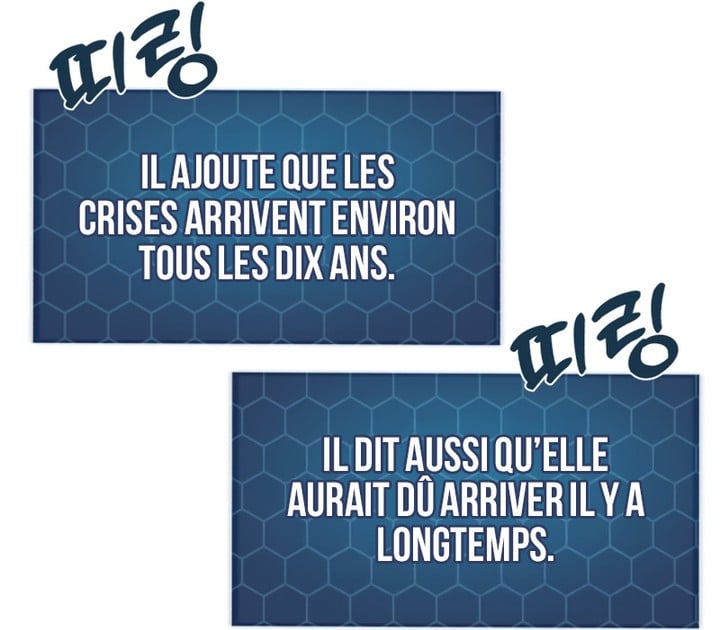 띠링
IL AJOUTE QUE LES
CRISES ARRIVENT ENVIRON
TOUS LES DIX ANS.
띠링
IL DIT AUSSI QU'ELLE
AURAIT DÛ ARRIVER IL Y A
LONGTEMPS.